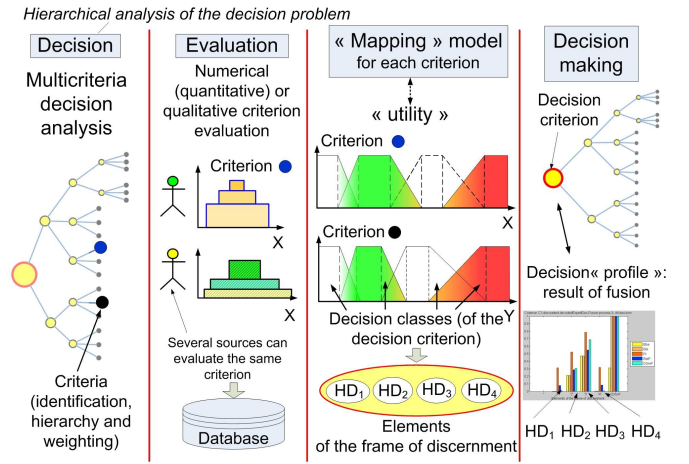 Hierarchical analysis of the decision problem
Decision
Multicriteria
decision
analysis
Criteria
(identification,
hierarchy and
weighting)
Evaluation
Numerical
(quantitative) or
qualitative criterion
evaluation
Criterion
X
X
Several sources can
evaluate the same
criterion
Database
« Mapping » model
for each criterion
« utility »
Criterion
X
Criterion
Y
Decision classes (of the
decision criterion)
HD1 HD2 HD3 HD4
Elements
of the frame of discernment
Decision
making
Decision
criterion
Decision« profile »:
result of fusion
HD1 HD2 HD3 HD4